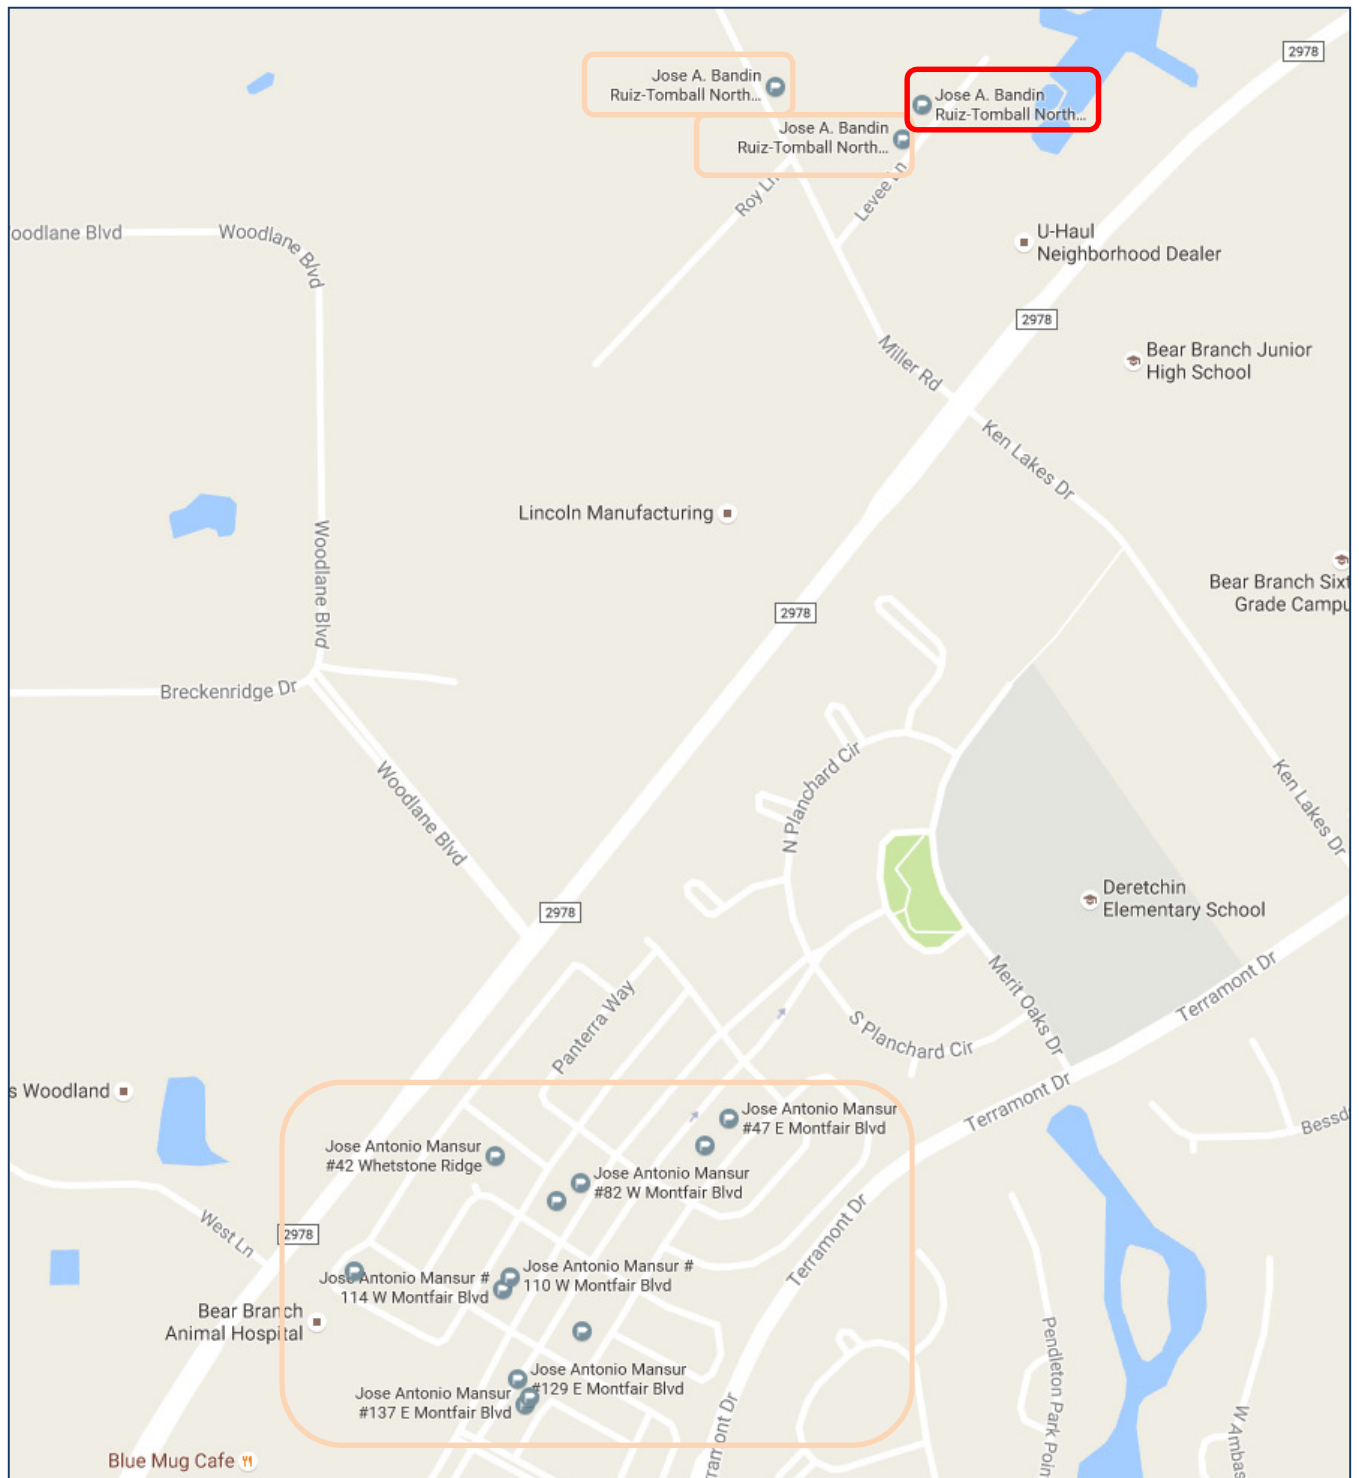 2978
Jose A. Bandin
Ruiz-Tomball North...
Jose A. Bandin
Ruiz-Tomball North...
Jose A. Bandin
Ruiz-Tomball North...
Roy Ln
Levee Ln
oodlane Blvd
Woodlane Blvd
U-Haul
Neighborhood Dealer
2978
Miller Rd
Bear Branch Junior
High School
Ken Lakes Dr
Lincoln Manufacturing
Woodlane Blvd
Bear Branch Sixt
Grade Campu
2978
Breckenridge Dr
Woodlane Blvd
N Planchard Cir
Ken Lakes Dr
Deretchin
Elementary School
2978
Merit Oaks Dr
Terramont Dr
Panterra Way
S Planchard Cir
s Woodland
Terramont Dr
Bessd
Jose Antonio Mansur
#47 E Montfair Blvd
Jose Antonio Mansur
#42 Whetstone Ridge
Jose Antonio Mansur
#82 W Montfair Blvd
West Ln
2978
Terramont Dr
Jose Antonio Mansur #
114 W Montfair Blvd
Jose Antonio Mansur #
110 W Montfair Blvd
Bear Branch
Animal Hospital
Pendleton Park Poin
Jose Antonio Mansur
#129 E Montfair Blvd
Jose Antonio Mansur
#137 E Montfair Blvd
rramont Dr
W Ambas
Blue Mug Cafe